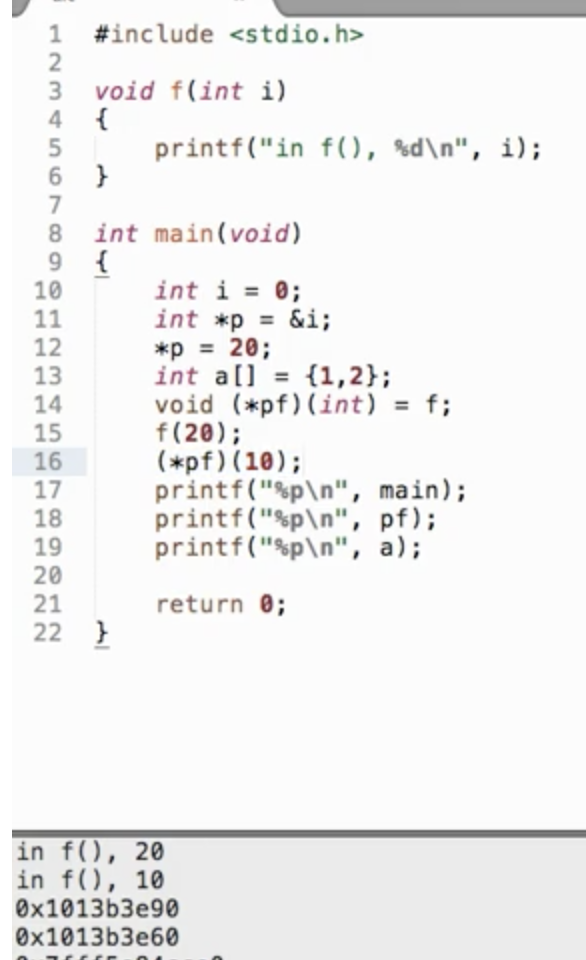 1 #include <stdio.h>
2
3 void f(int i)
4 {
5     printf("in f(), %d\n", i);
6 }
7
8 int main(void)
9 {
10     int i = 0;
11     int *p = &i;
12     *p = 20;
13     int a[] = {1,2};
14     void (*pf)(int) = f;
15     f(20);
16     (*pf)(10);
17     printf("%p\n", main);
18     printf("%p\n", pf);
19     printf("%p\n", a);
20
21     return 0;
22 }
in f(), 20
in f(), 10
0x1013b3e90
0x1013b3e60